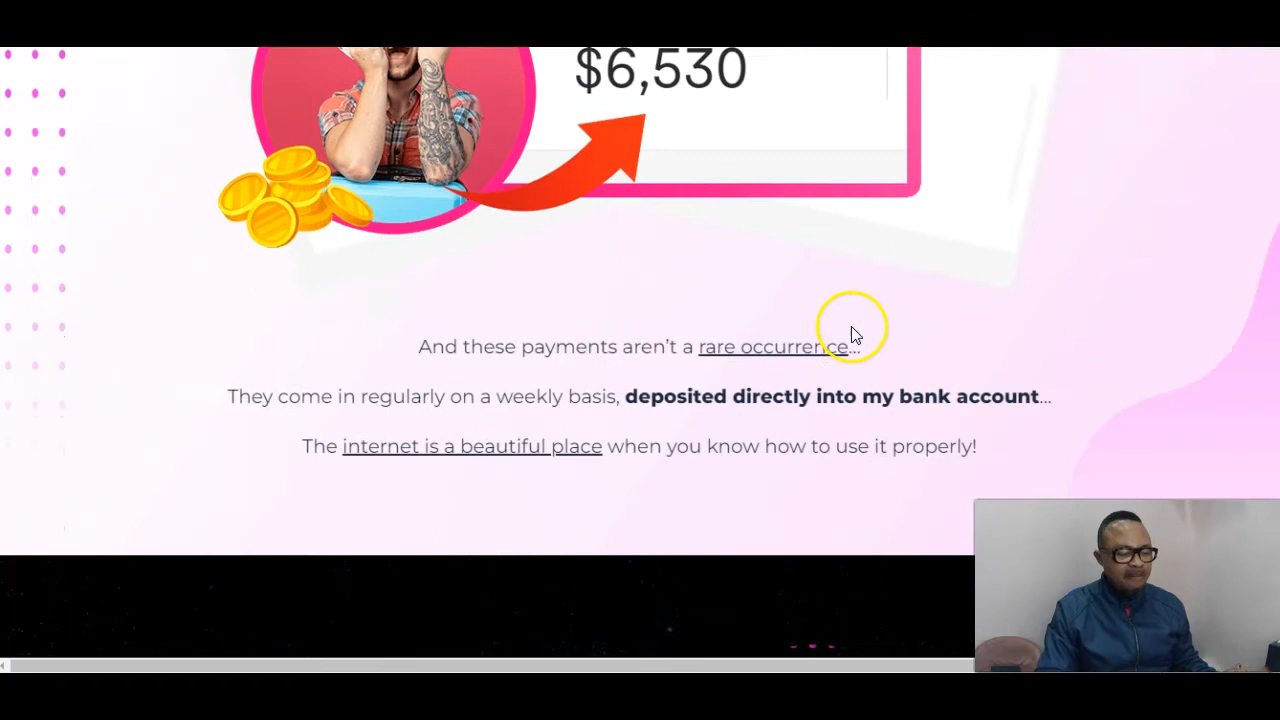 $6,530
And these payments aren't a rare occurrence...
They come in regularly on a weekly basis, deposited directly into my bank account...
The internet is a beautiful place when you know how to use it properly!